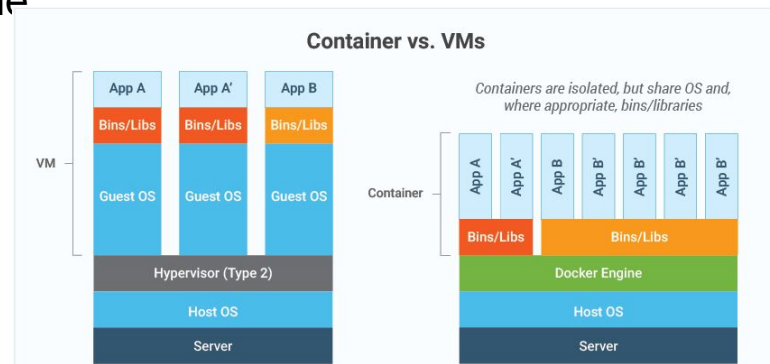 Container vs. VMs
App A App A' App B
Bins/Libs Bins/Libs Bins/Libs
VM
Guest OS Guest OS Guest OS
Hypervisor (Type 2)
Host OS
Server
Containers are isolated, but share OS and,
where appropriate, bins/libraries
Container
App A App A' App B App B' App B' App B' App B'
Bins/Libs Bins/Libs
Docker Engine
Host OS
Server